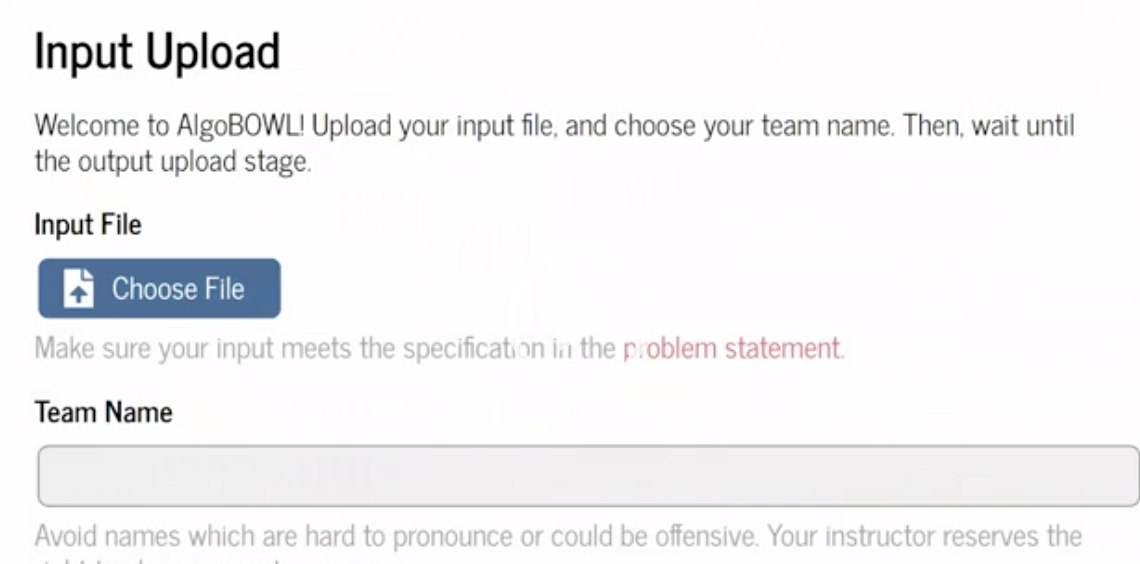 Input Upload
Welcome to AlgoBOWL! Upload your input file, and choose your team name. Then, wait until
the output upload stage.
Input File
Choose File
Make sure your input meets the specification in the problem statement.
Team Name
Avoid names which are hard to pronounce or could be offensive. Your instructor reserves the